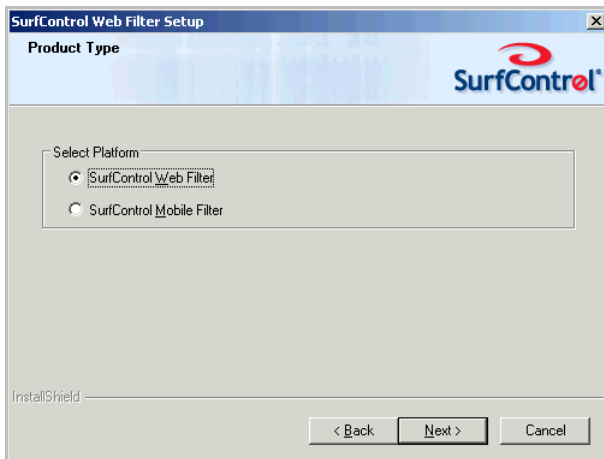 SurfControl Web Filter Setup
Product Type
SurfControl®
Select Platform
SurfControl Web Filter
SurfControl Mobile Filter
InstallShield
< Back Next > Cancel